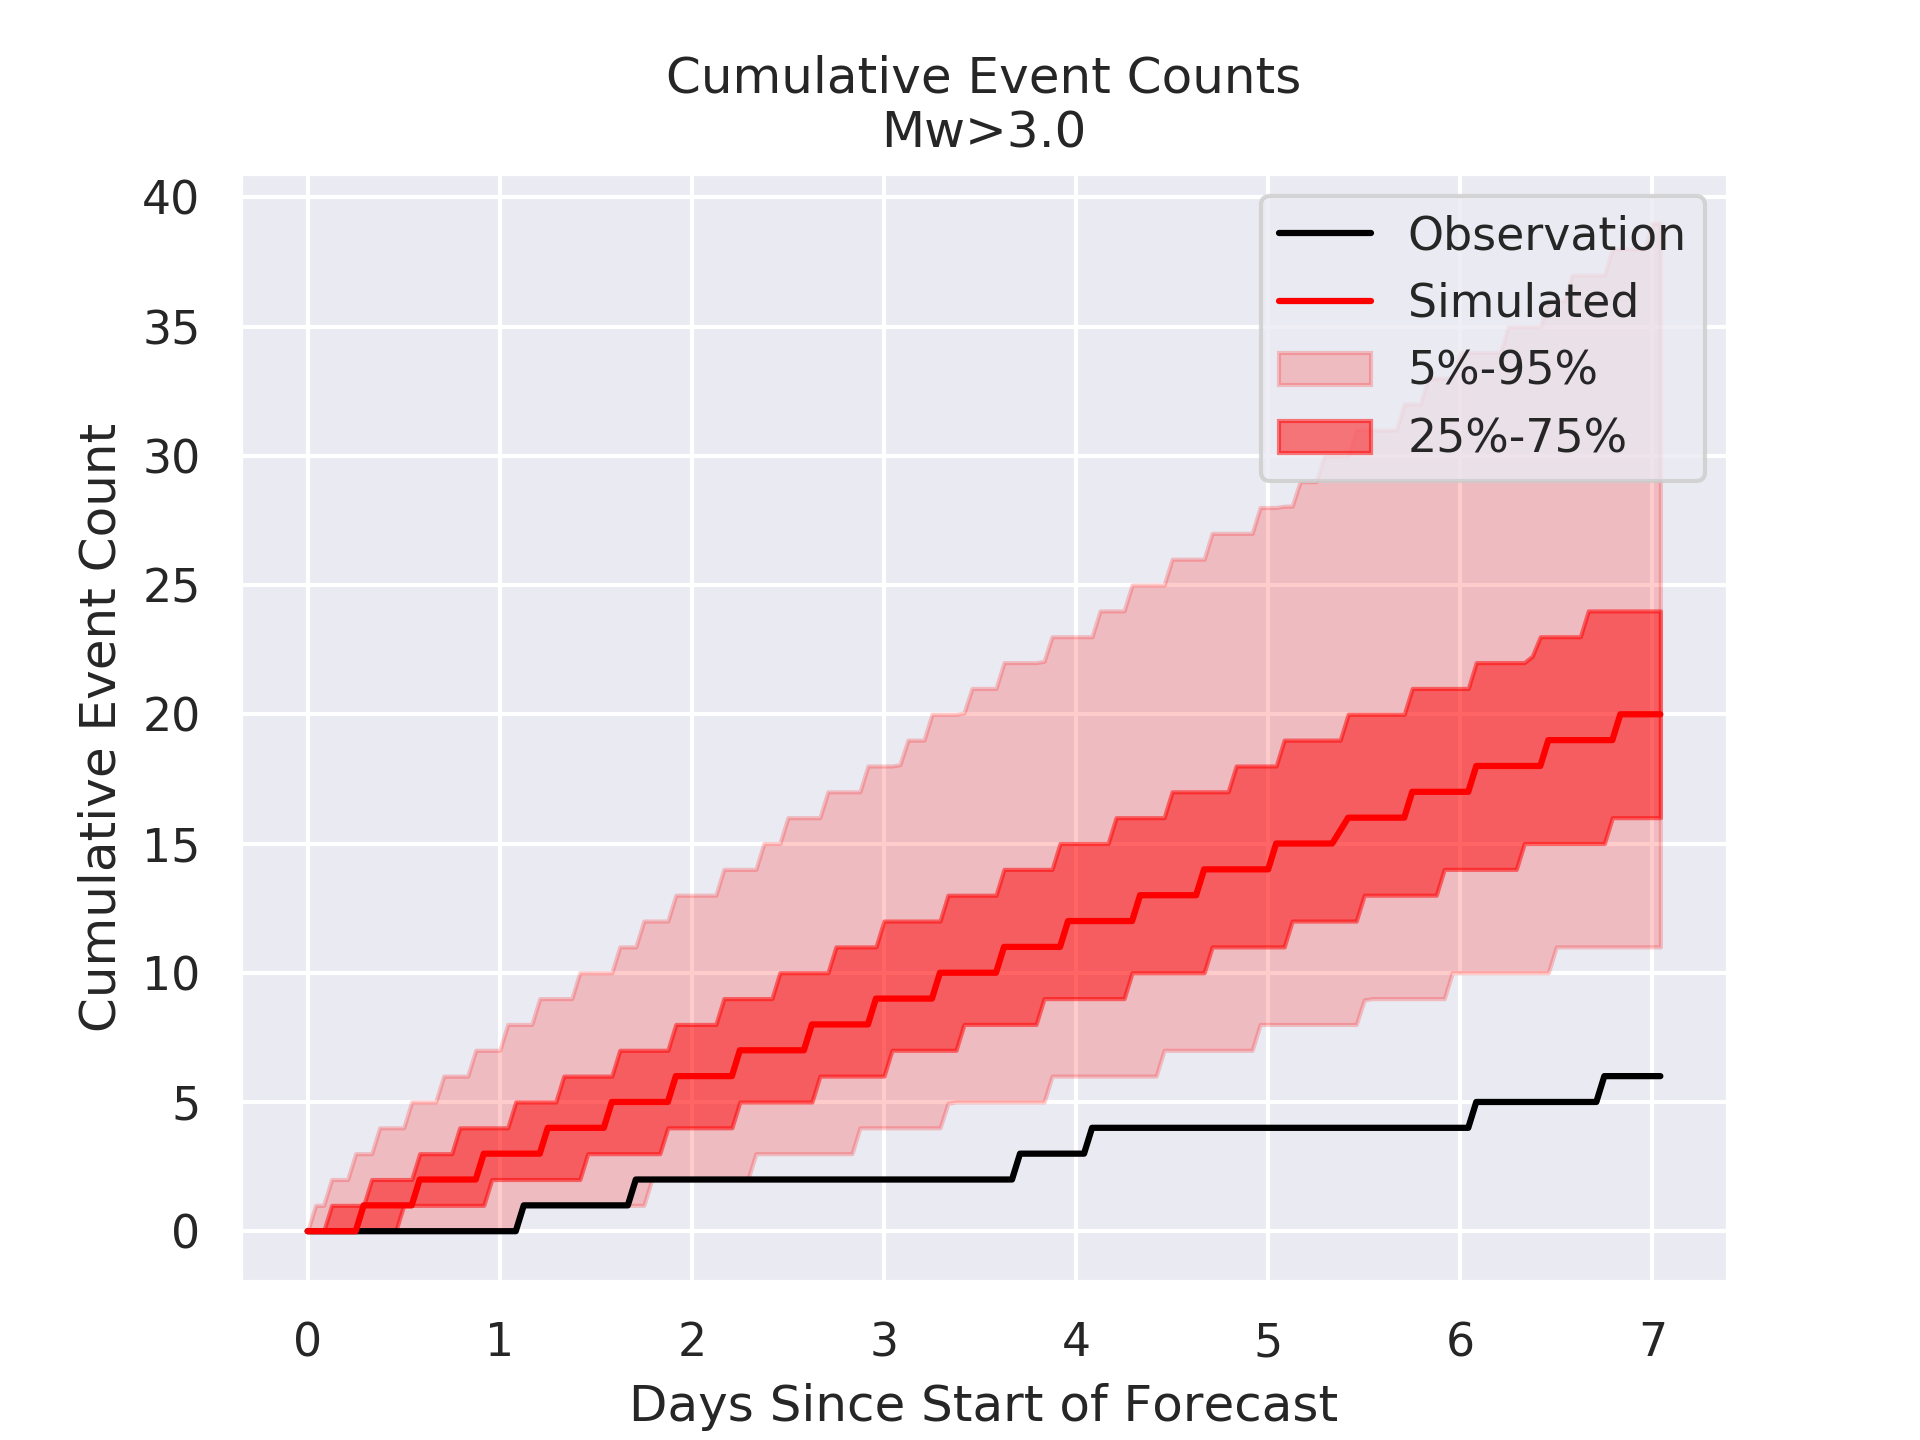 Cumulative Event Counts
Mw>3.0
Cumulative Event Count
40
35
30
25
20
15
10
5
0
Observation
Simulated
5%-95%
25%-75%
0 1 2 3 4 5 6 7
Days Since Start of Forecast